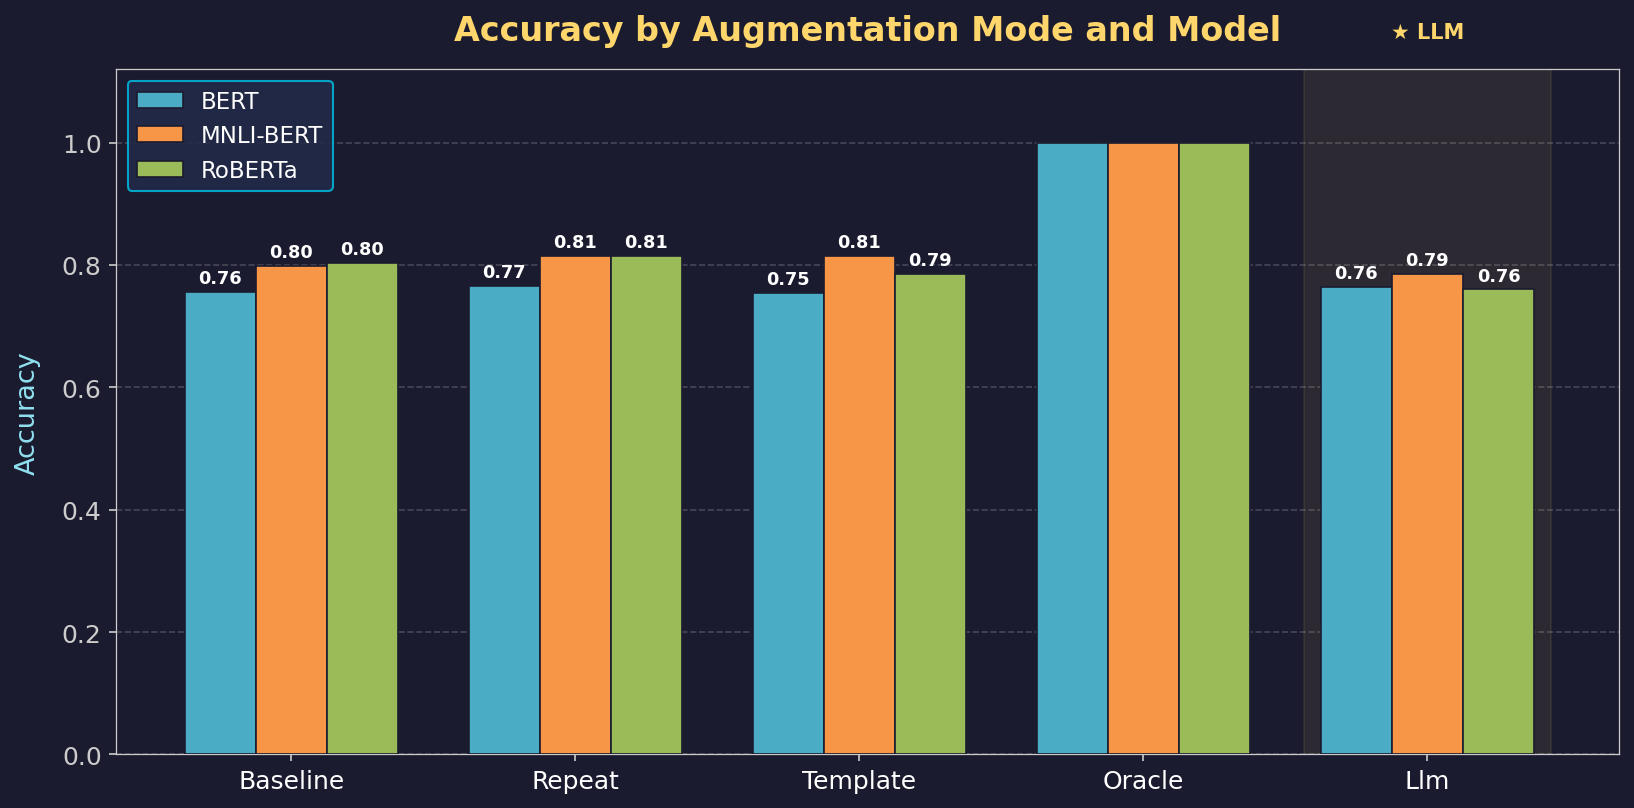 Accuracy by Augmentation Mode and Model
★ LLM
BERT
MNLI-BERT
RoBERTa
Accuracy
1.0
0.8
0.6
0.4
0.2
0.0
0.76 0.80 0.80
0.77 0.81 0.81
0.75 0.81 0.79
0.76 0.79 0.76
Baseline Repeat Template Oracle Llm